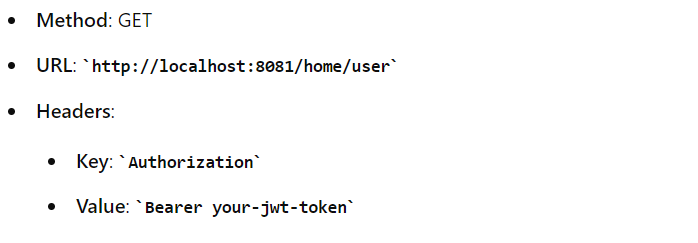 Method: GET
URL: `http://localhost:8081/home/user`
Headers:
Key: `Authorization`
Value: `Bearer your-jwt-token`